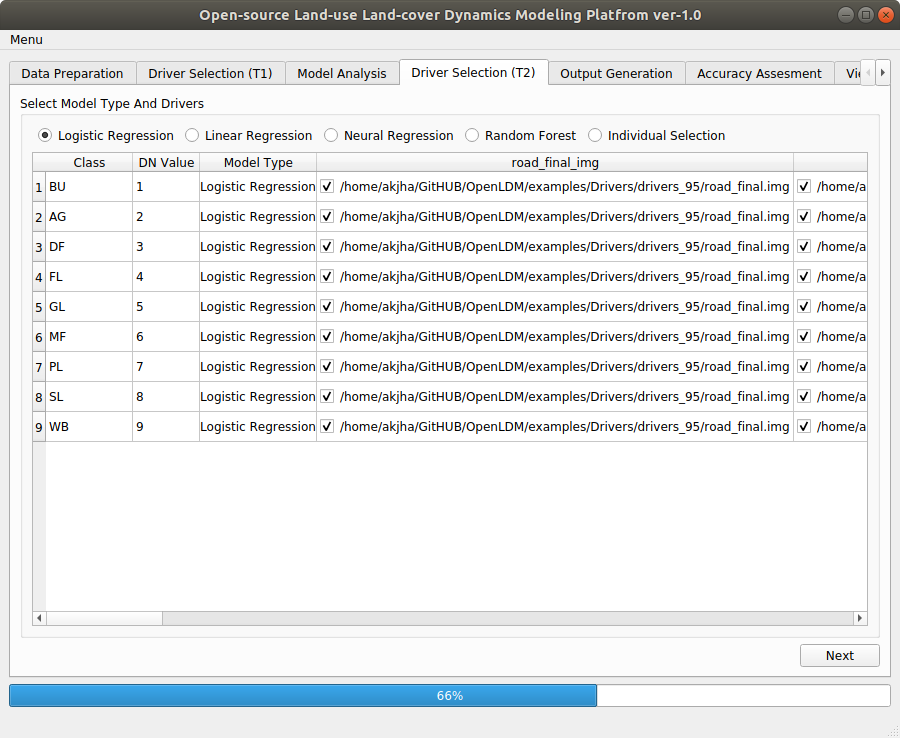 Open-source Land-use Land-cover Dynamics Modeling Platfrom ver-1.0
Menu
Data Preparation Driver Selection (T1) Model Analysis Driver Selection (T2) Output Generation Accuracy Assesment Vi
Select Model Type And Drivers
Logistic Regression Linear Regression Neural Regression Random Forest Individual Selection
Class DN Value Model Type road_final_img
1 BU 1 Logistic Regression /home/akjha/GitHUB/OpenLDM/examples/Drivers/drivers_95/road_final.img /home/a
2 AG 2 Logistic Regression /home/akjha/GitHUB/OpenLDM/examples/Drivers/drivers_95/road_final.img /home/a
3 DF 3 Logistic Regression /home/akjha/GitHUB/OpenLDM/examples/Drivers/drivers_95/road_final.img /home/a
4 FL 4 Logistic Regression /home/akjha/GitHUB/OpenLDM/examples/Drivers/drivers_95/road_final.img /home/a
5 GL 5 Logistic Regression /home/akjha/GitHUB/OpenLDM/examples/Drivers/drivers_95/road_final.img /home/a
6 MF 6 Logistic Regression /home/akjha/GitHUB/OpenLDM/examples/Drivers/drivers_95/road_final.img /home/a
7 PL 7 Logistic Regression /home/akjha/GitHUB/OpenLDM/examples/Drivers/drivers_95/road_final.img /home/a
8 SL 8 Logistic Regression /home/akjha/GitHUB/OpenLDM/examples/Drivers/drivers_95/road_final.img /home/a
9 WB 9 Logistic Regression /home/akjha/GitHUB/OpenLDM/examples/Drivers/drivers_95/road_final.img /home/a
Next
66%